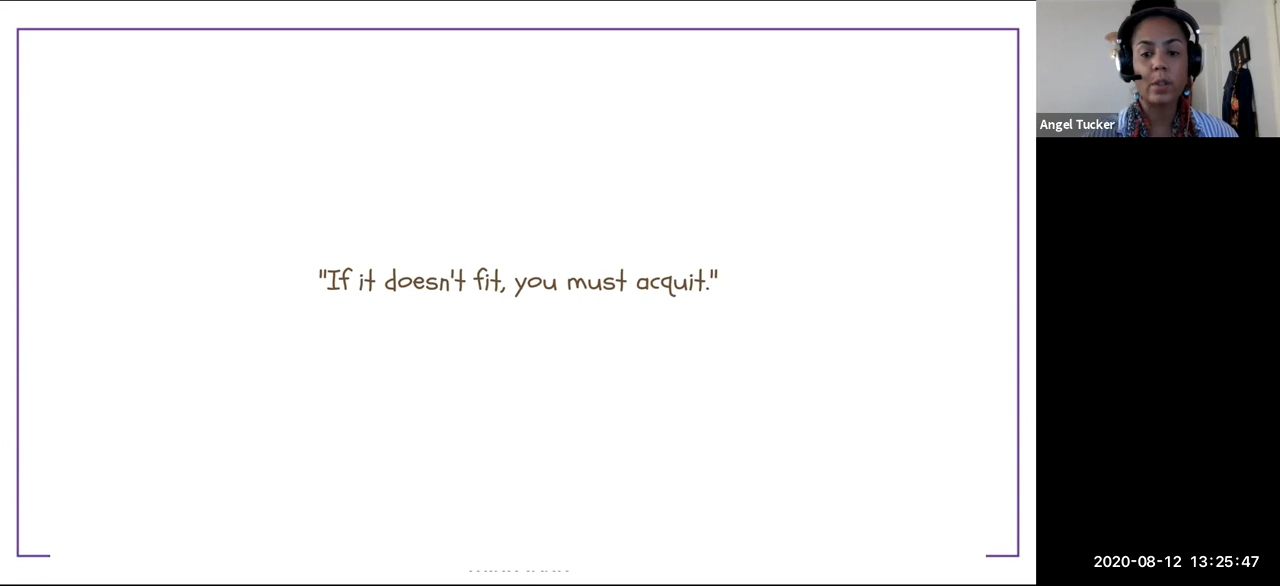 "If it doesn't fit, you must acquit."
Angel Tucker
2020-08-12 13:25:47